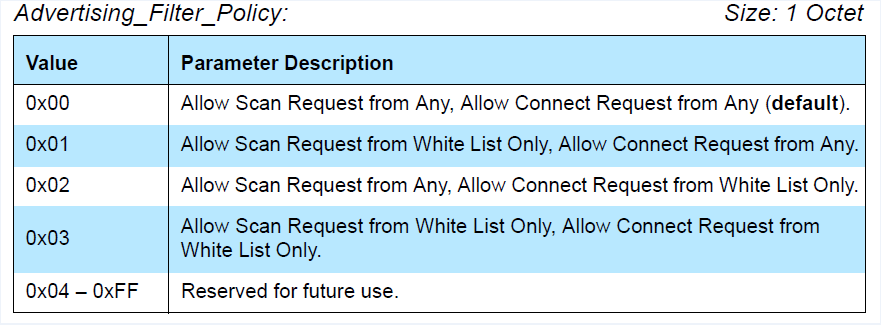 Advertising_Filter_Policy: Size: 1 Octet
Value Parameter Description
0x00 Allow Scan Request from Any, Allow Connect Request from Any (default).
0x01 Allow Scan Request from White List Only, Allow Connect Request from Any.
0x02 Allow Scan Request from Any, Allow Connect Request from White List Only.
0x03 Allow Scan Request from White List Only, Allow Connect Request from
White List Only.
0x04 – 0xFF Reserved for future use.